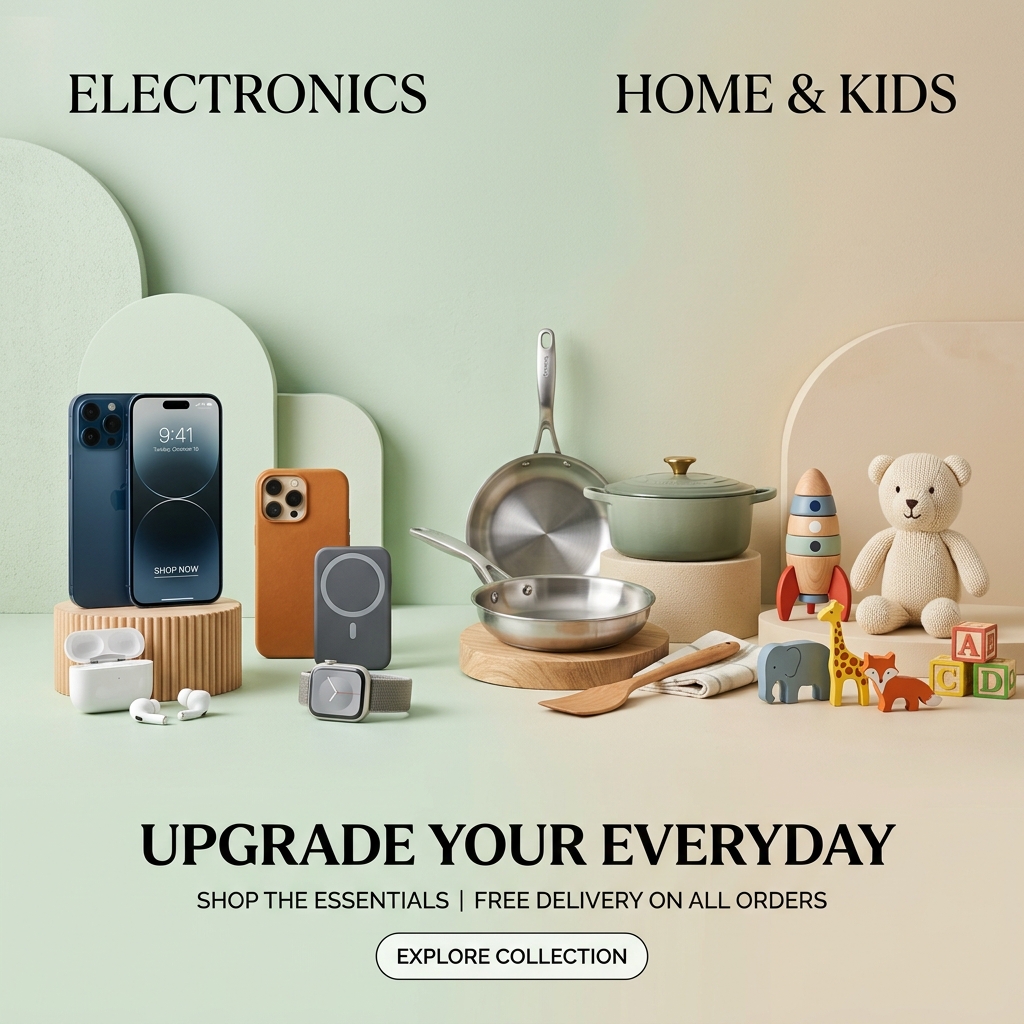 ELECTRONICS
HOME & KIDS
9:41
SHOP NOW
A
C D
UPGRADE YOUR EVERYDAY
SHOP THE ESSENTIALS | FREE DELIVERY ON ALL ORDERS
EXPLORE COLLECTION